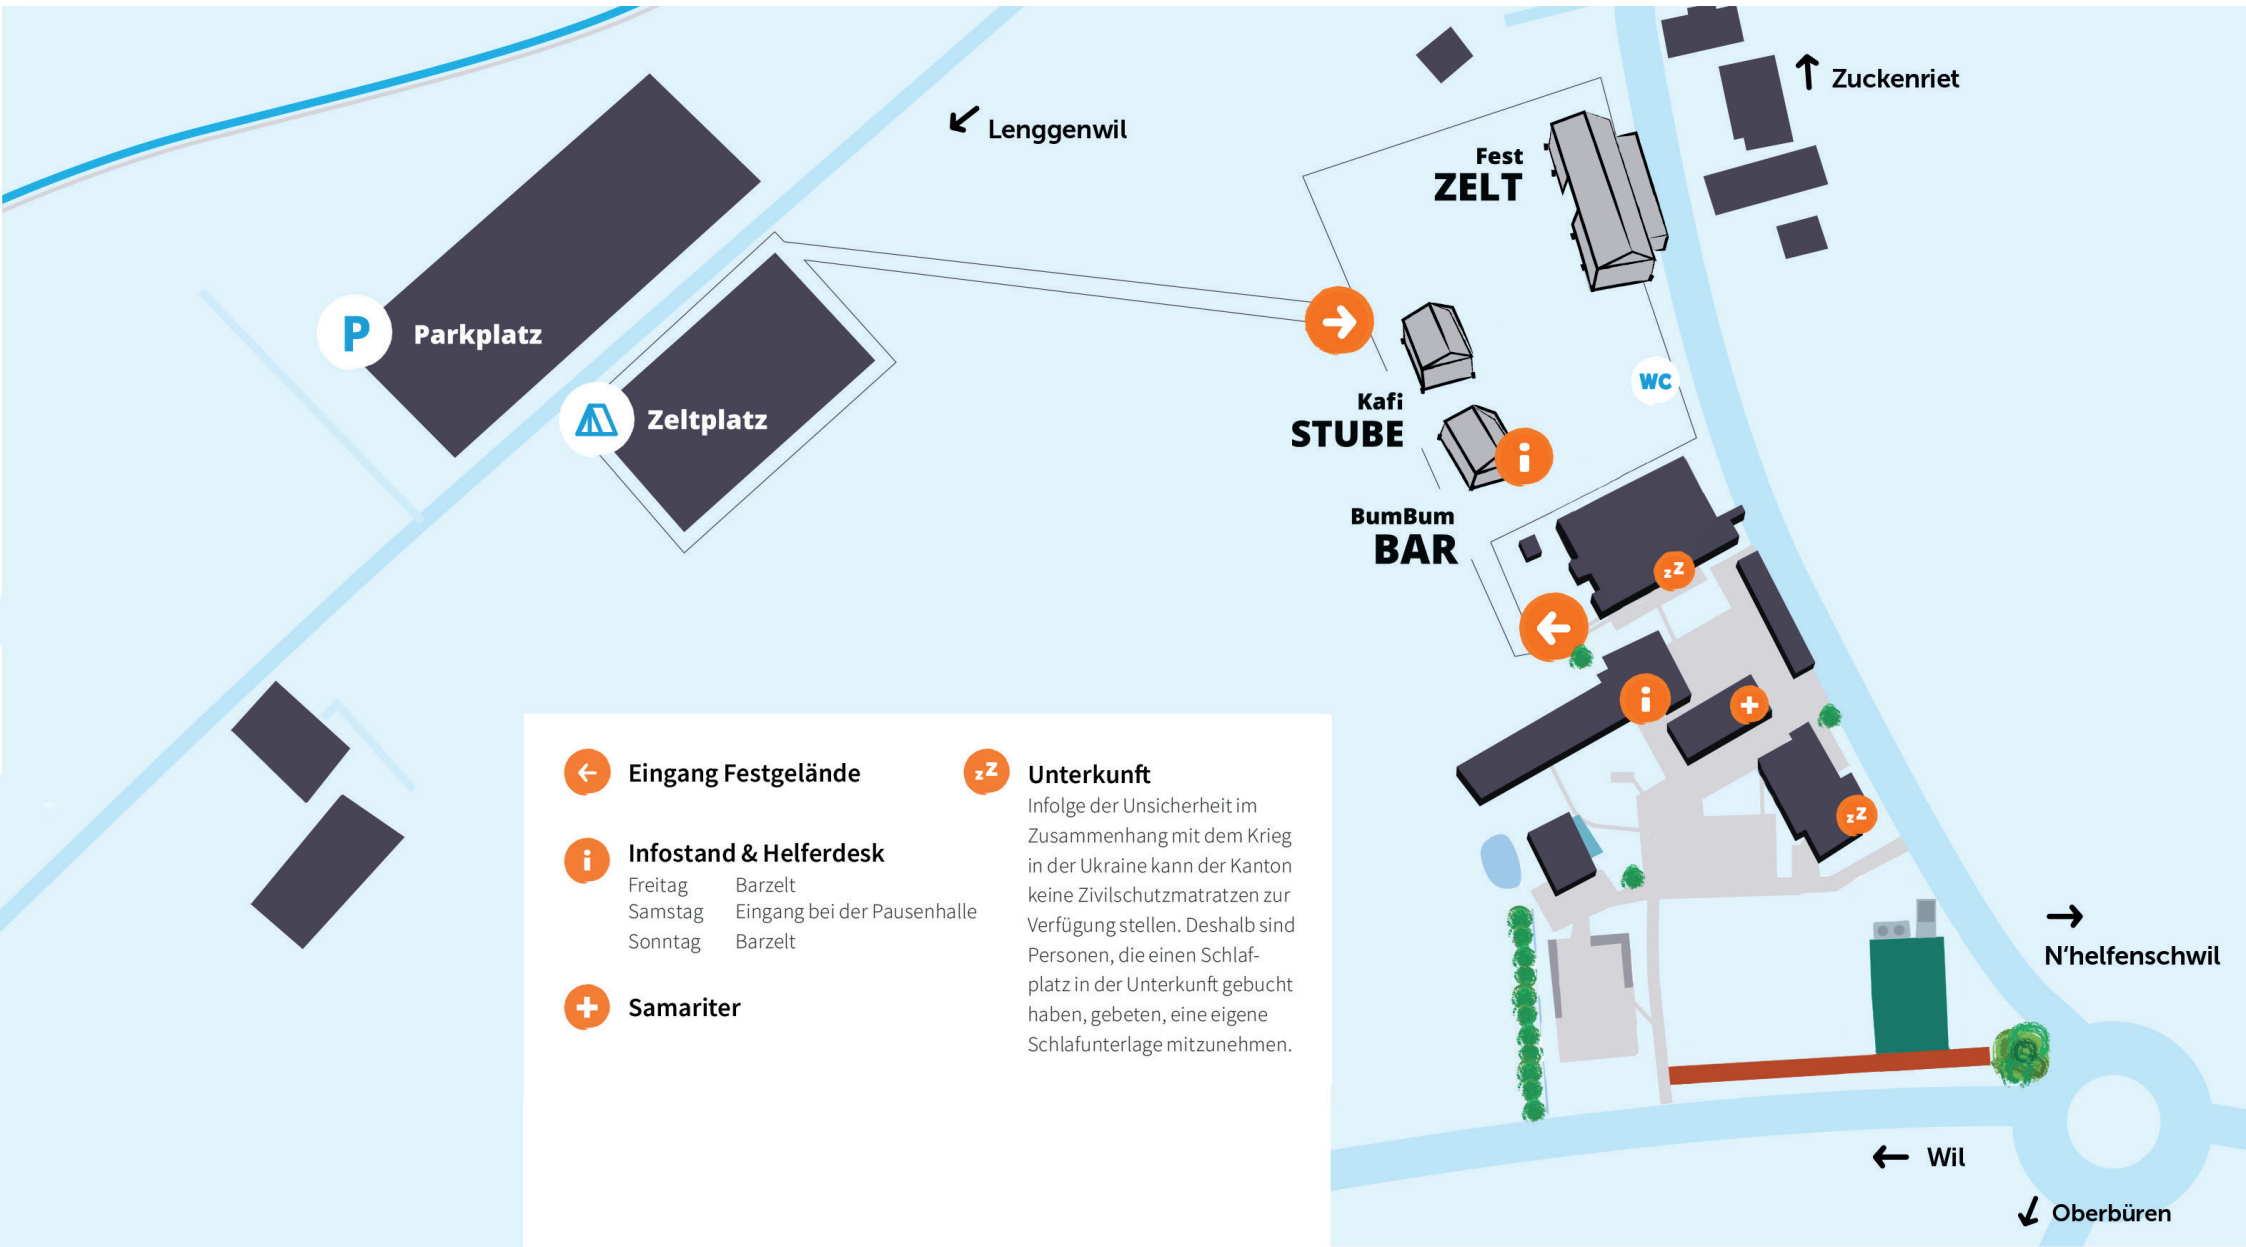 Zuckenriet
Lenggenwil
Fest
ZELT
P
Parkplatz
Zeltplatz
WC
Kafi
STUBE
i
BumBum
BAR
zZ
i
zZ
Eingang Festgelände
i
Infostand & Helferdesk
Freitag Barzelt
Samstag Eingang bei der Pausenhalle
Sonntag Barzelt
Samariter
zZ
Unterkunft
Infolge der Unsicherheit im
Zusammenhang mit dem Krieg
in der Ukraine kann der Kanton
keine Zivilschutzmatratzen zur
Verfügung stellen. Deshalb sind
Personen, die einen Schlaf-
platz in der Unterkunft gebucht
haben, gebeten, eine eigene
Schlafunterlage mitzunehmen.
N'helfenschwil
Wil
Oberbüren